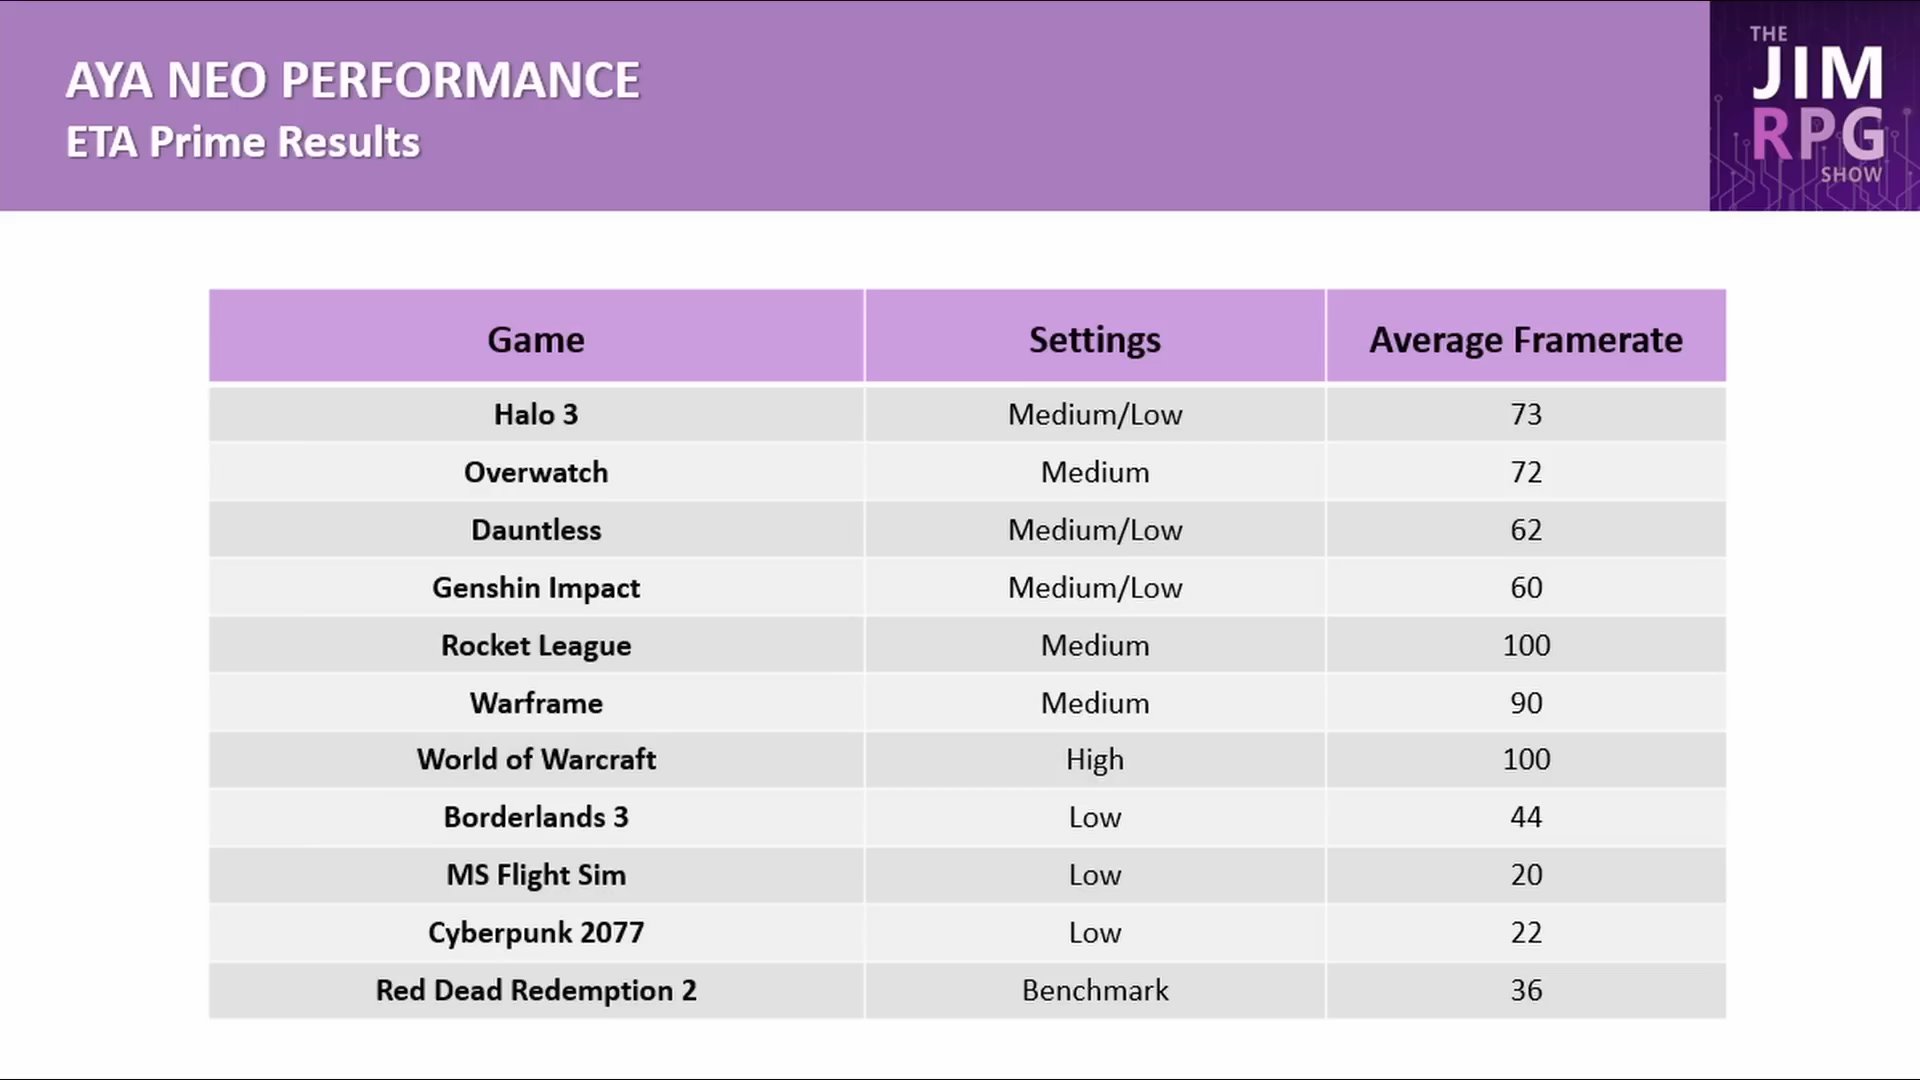 AYA NEO PERFORMANCE
ETA Prime Results
THE
JIM
RPG
SHOW
Game Settings Average Framerate
Halo 3 Medium/Low 73
Overwatch Medium 72
Dauntless Medium/Low 62
Genshin Impact Medium/Low 60
Rocket League Medium 100
Warframe Medium 90
World of Warcraft High 100
Borderlands 3 Low 44
MS Flight Sim Low 20
Cyberpunk 2077 Low 22
Red Dead Redemption 2 Benchmark 36